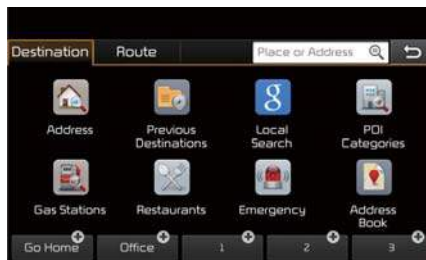 Destination Route Place or Address
Address Previous Destinations Local Search POI Categories
Gas Stations Restaurants Emergency Address Book
Go Home Office 1 2 3